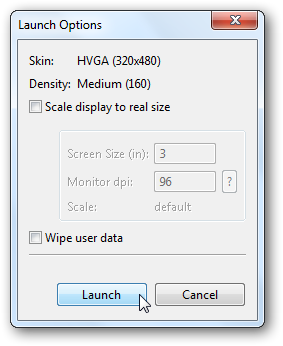 Launch Options
Skin: HVGA (320x480)
Density: Medium (160)
Scale display to real size
Screen Size (in): 3
Monitor dpi: 96 ?
Scale: default
Wipe user data
Launch Cancel